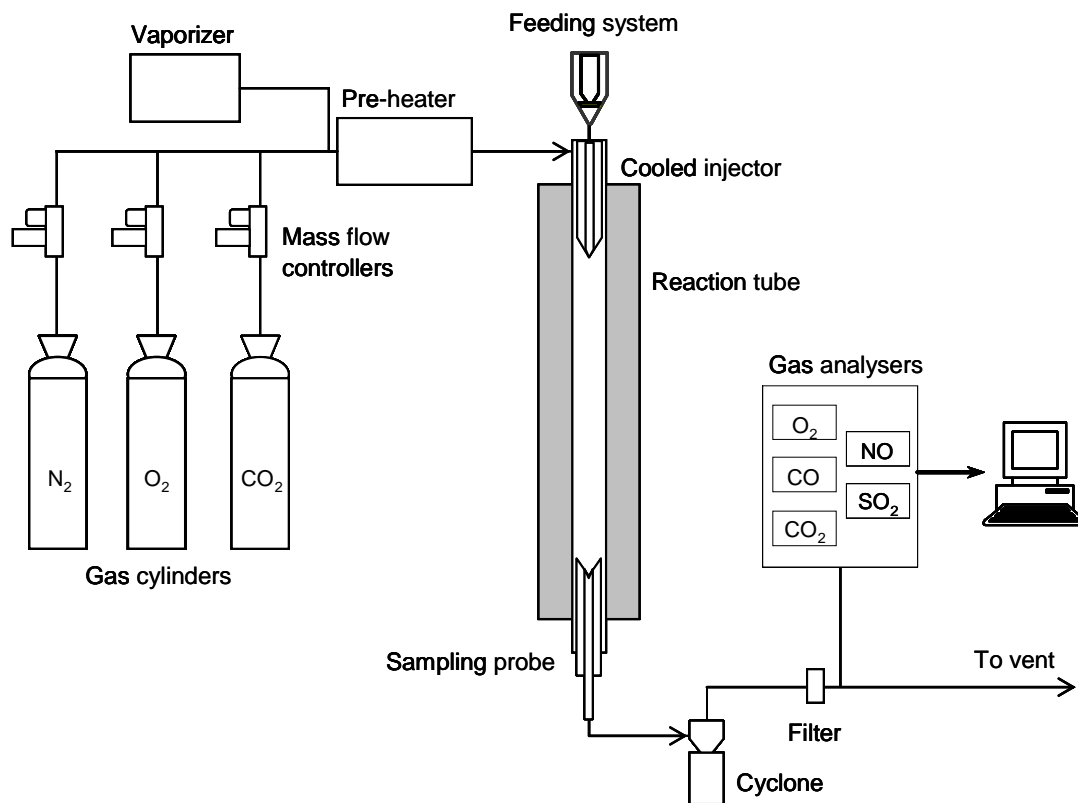 Feeding system
Vaporizer
Pre-heater
Cooled injector
Mass flow
controllers
Reaction tube
Gas analysers
O₂
NO
CO
SO₂
CO₂
N₂
O₂
CO₂
Gas cylinders
Sampling probe
To vent
Filter
Cyclone